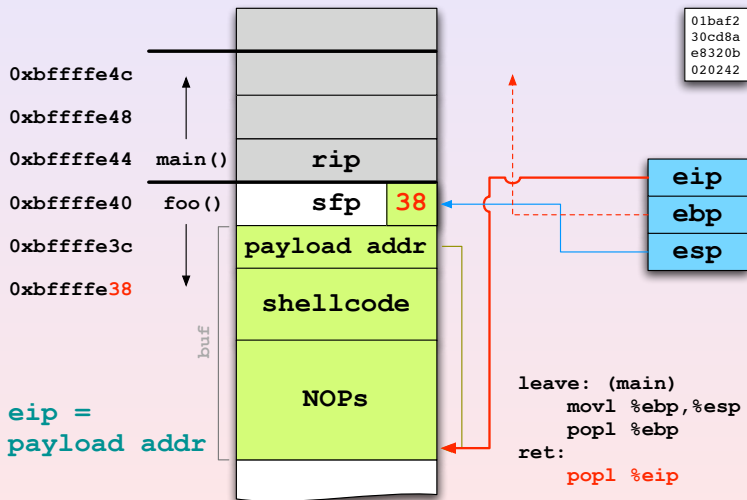 01baf2
30cd8a
e8320b
020242
0xbffffe4c
0xbffffe48
0xbffffe44 main() rip
eip
0xbffffe40 foo() sfp 38
ebp
0xbffffe3c payload addr
esp
0xbffffe38
shellcode
buf
NOPs
eip =
payload addr
leave: (main)
movl %ebp,%esp
popl %ebp
ret:
popl %eip